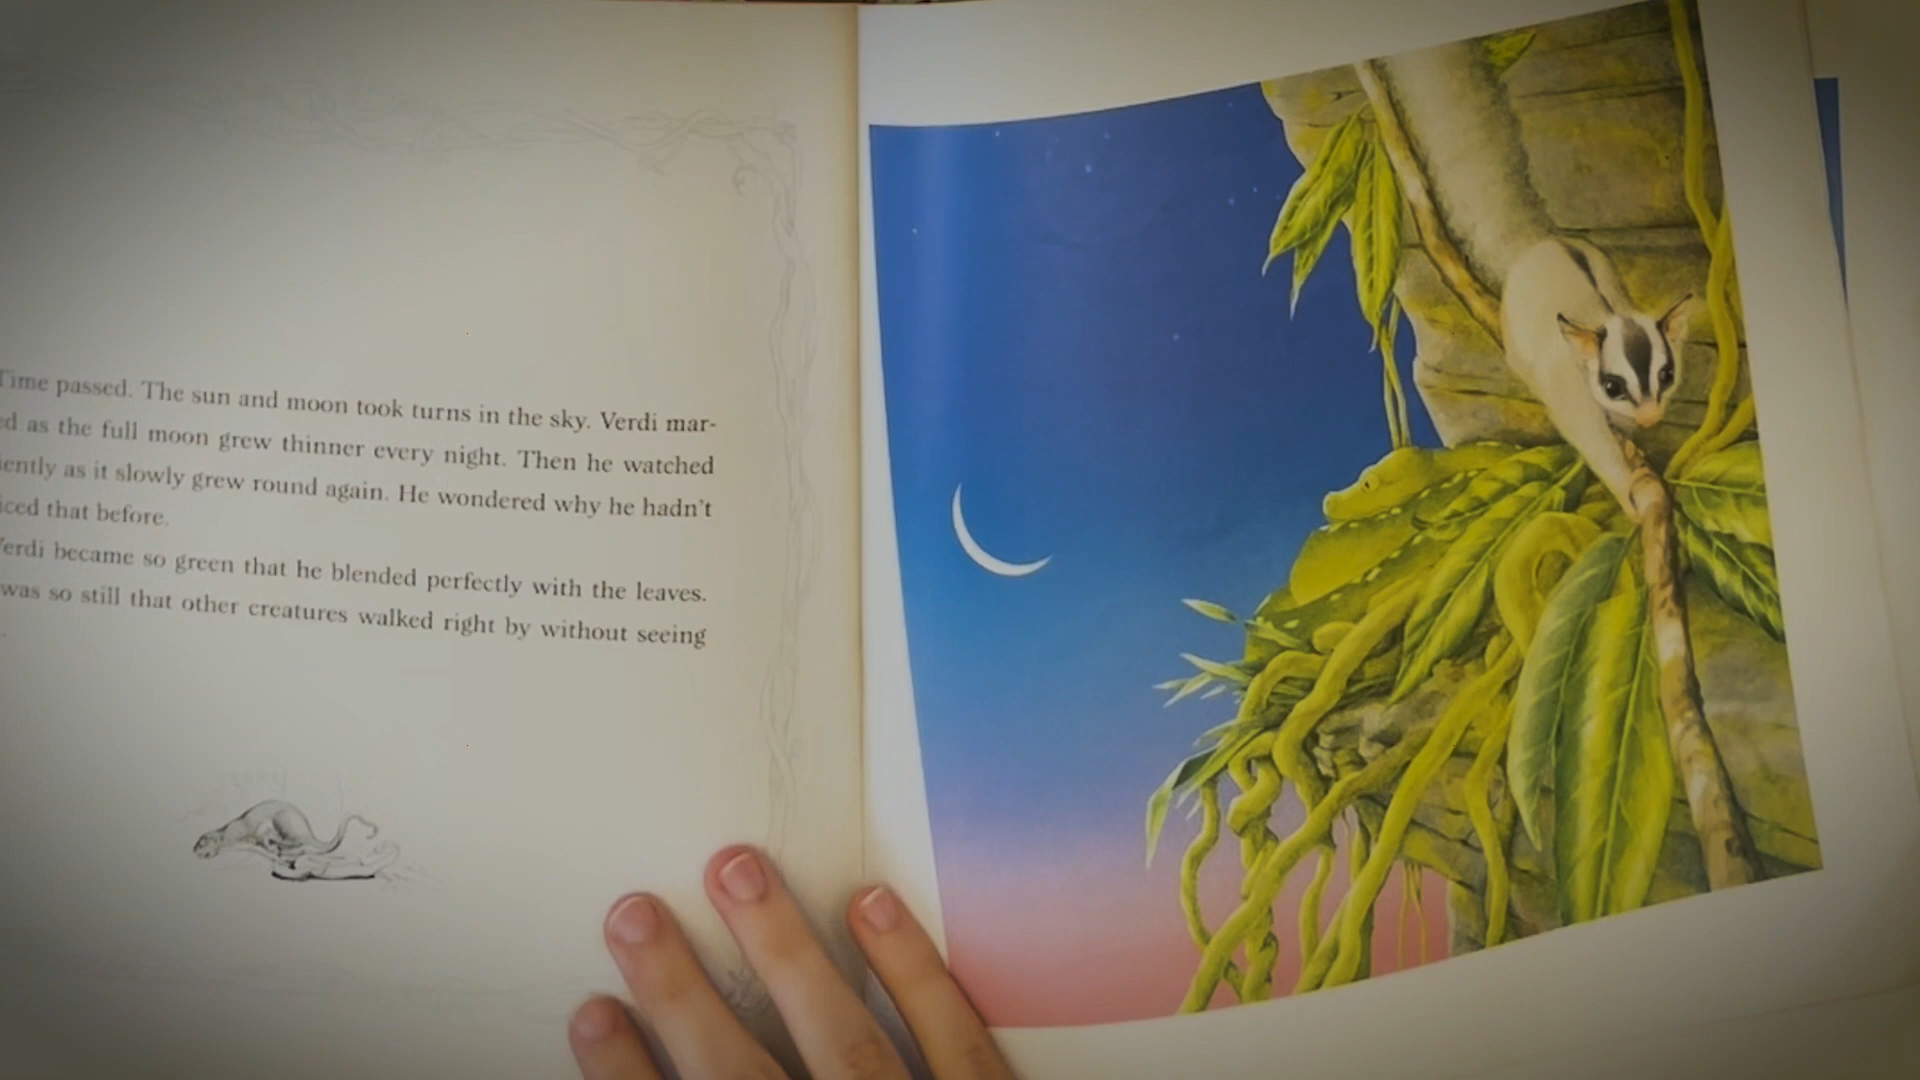 Time passed. The sun and moon took turns in the sky. Verdi mar-
ed as the full moon grew thinner every night. Then he watched
iently as it slowly grew round again. He wondered why he hadn't
iced that before.
Verdi became so green that he blended perfectly with the leaves.
was so still that other creatures walked right by without seeing